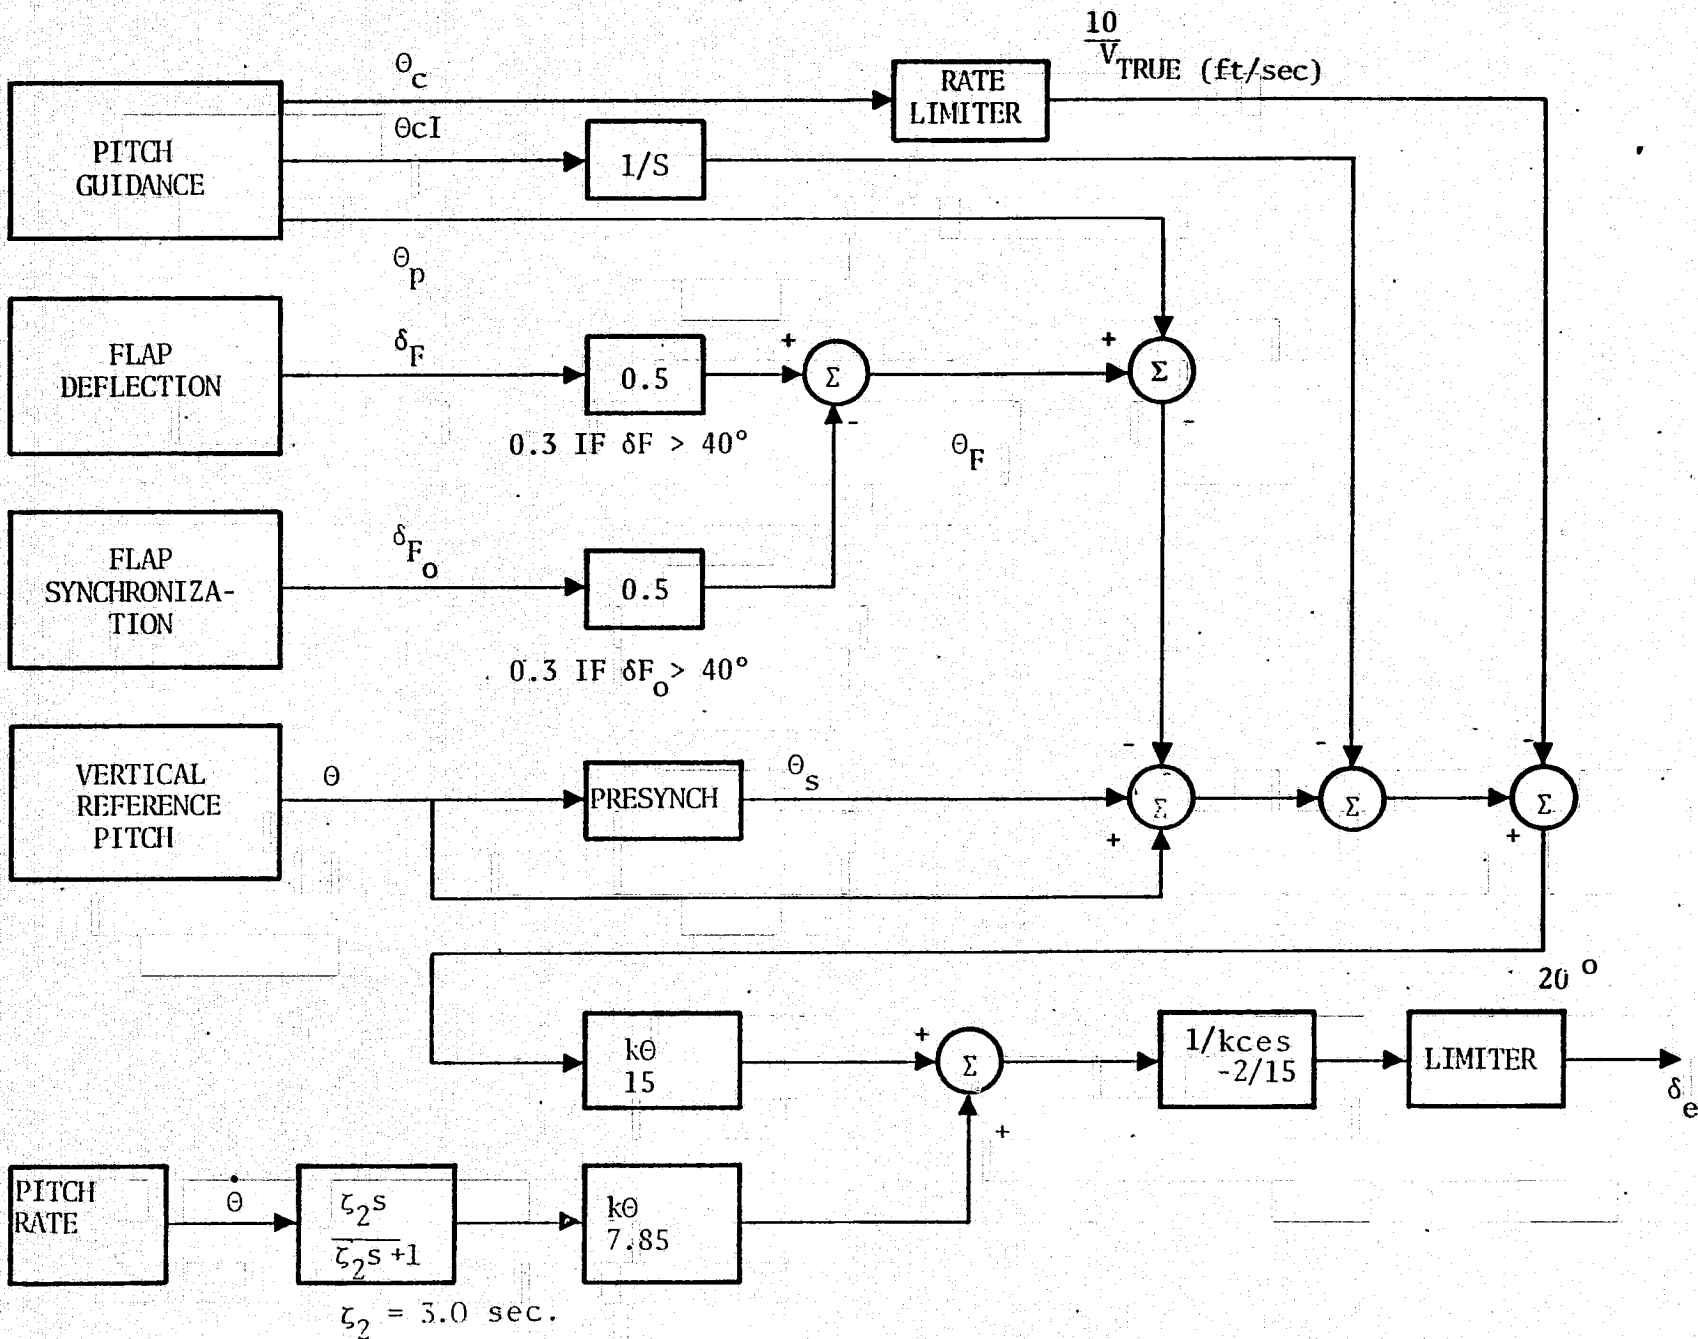 10
V TRUE (ft/sec)
θc
RATE
LIMITER
θcI
1/S
PITCH
GUIDANCE
θp
FLAP
DEFLECTION
δF
0.5
+
Σ
-
+
Σ
-
0.3 IF δF > 40°
θF
FLAP
SYNCHRONIZA-
TION
δFo
0.5
0.3 IF δFo > 40°
VERTICAL
REFERENCE
PITCH
θ
PRESYNCH
θs
-
Σ
+
-
Σ
-
Σ
+
20 o
kθ
15
+
Σ
+
1/kces
-2/15
LIMITER
δe
PITCH
RATE
θ̇
ζ2s
ζ2s +1
kθ
7.85
ζ2 = 3.0 sec.